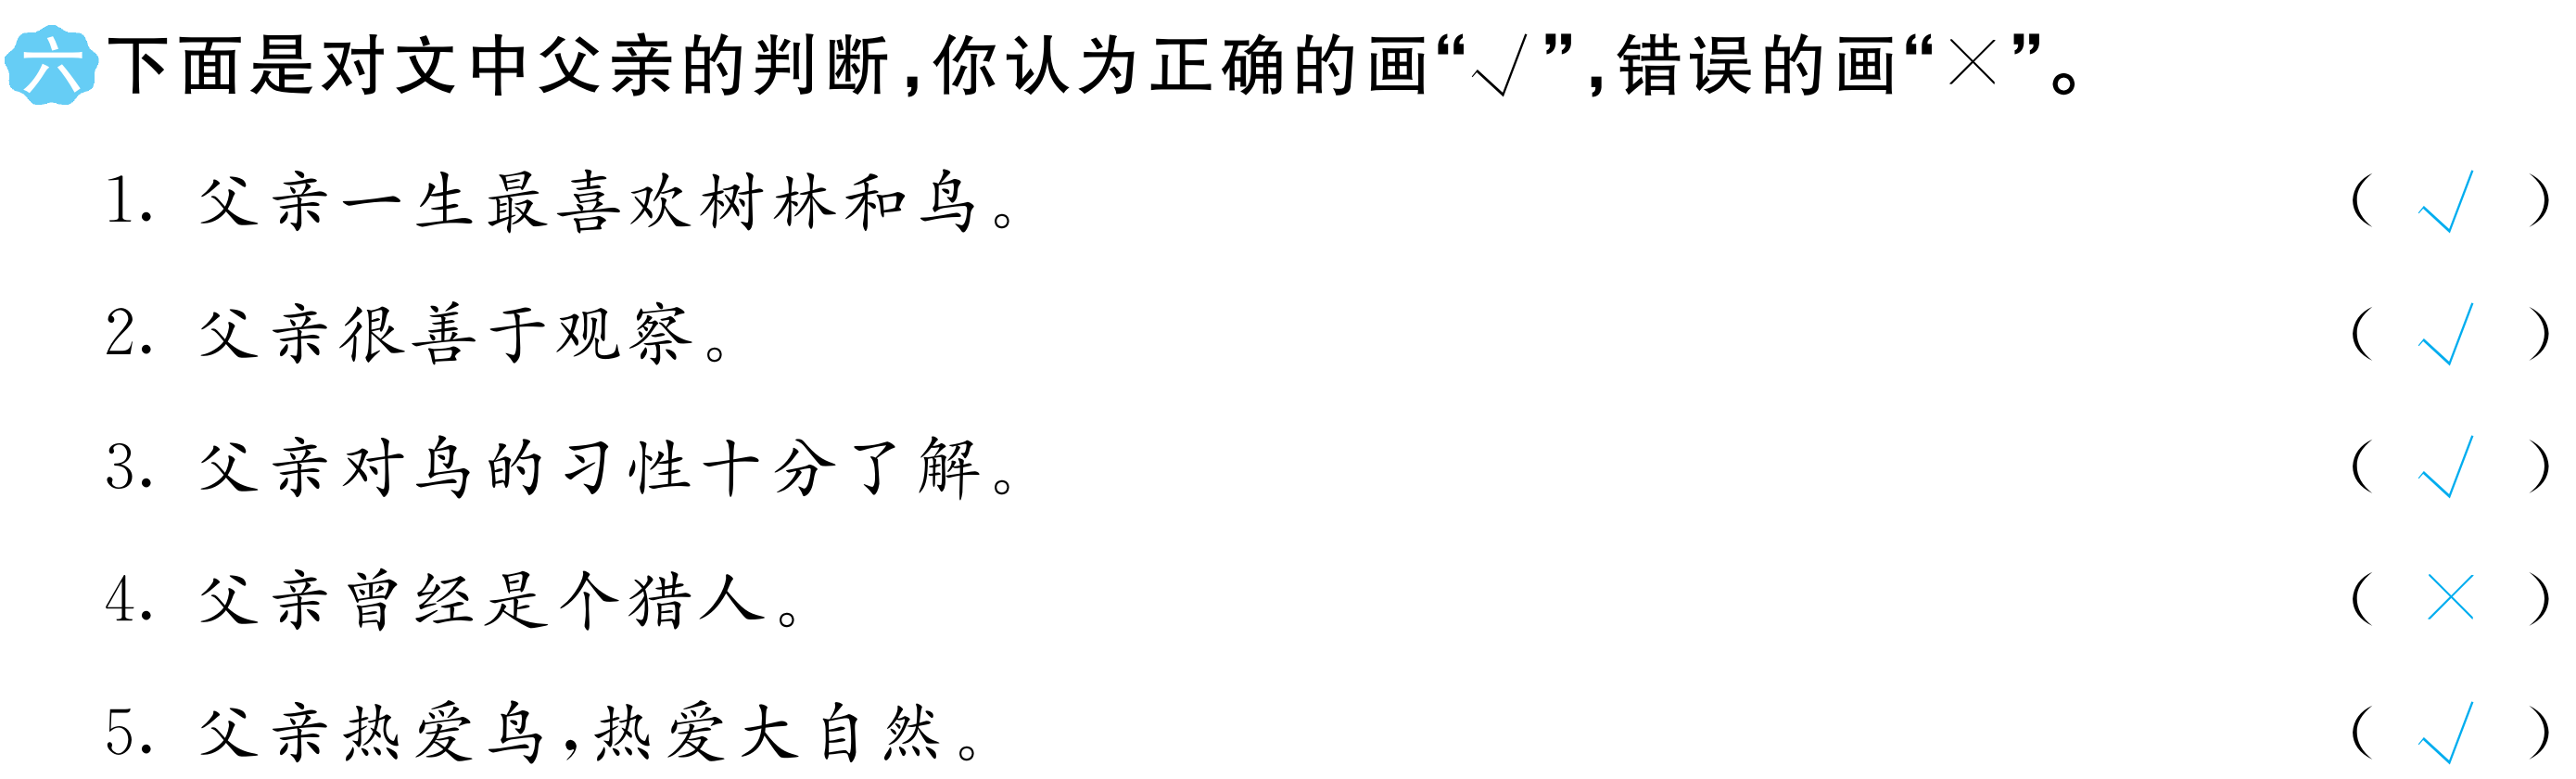 六 下面是对文中父亲的判断,你认为正确的画“√”,错误的画“×”。
1. 父亲一生最喜欢树林和鸟。 ( √ )
2. 父亲很善于观察。 ( √ )
3. 父亲对鸟的习性十分了解。 ( √ )
4. 父亲曾经是个猎人。 ( × )
5. 父亲热爱鸟,热爱大自然。 ( √ )